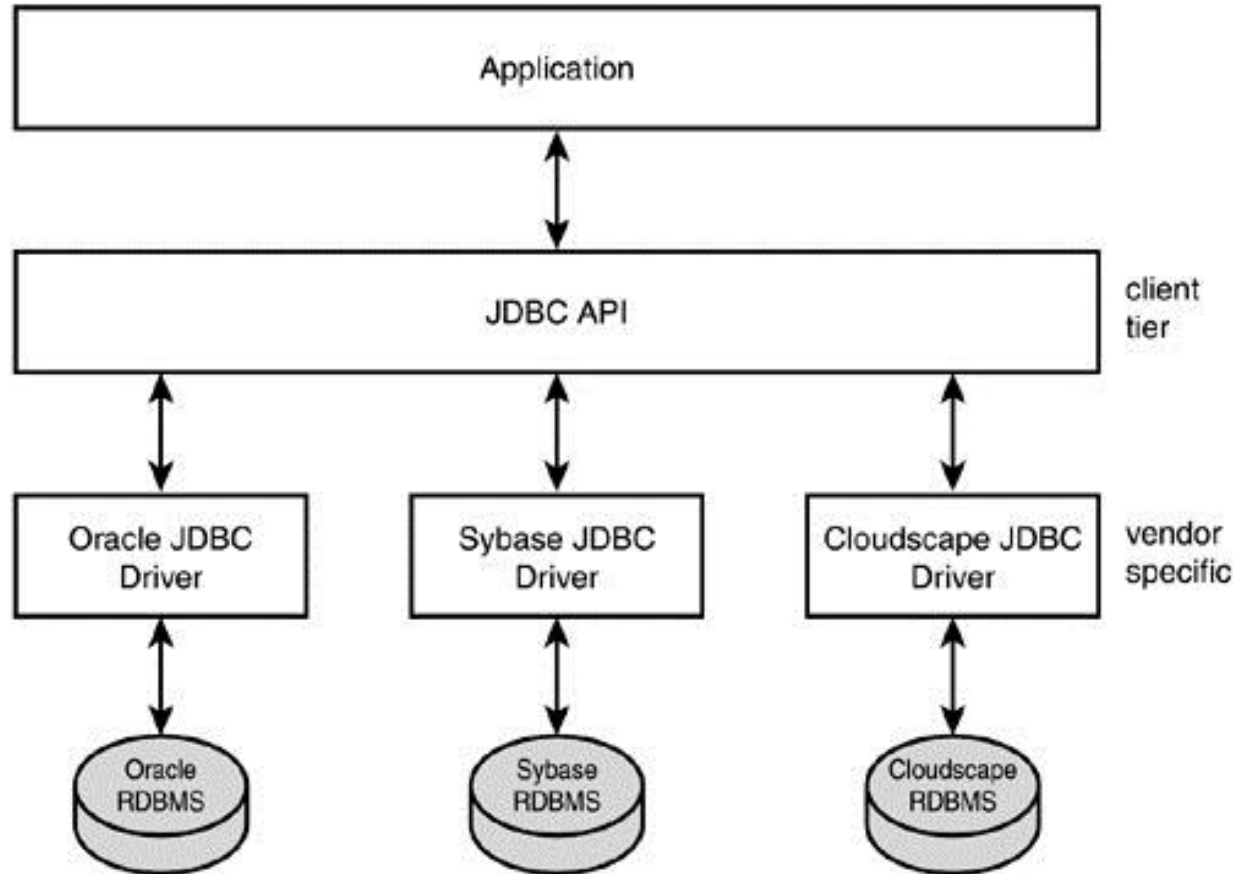 Application
JDBC API
client
tier
Oracle JDBC
Driver
Sybase JDBC
Driver
Cloudscape JDBC
Driver
vendor
specific
Oracle
RDBMS
Sybase
RDBMS
Cloudscape
RDBMS